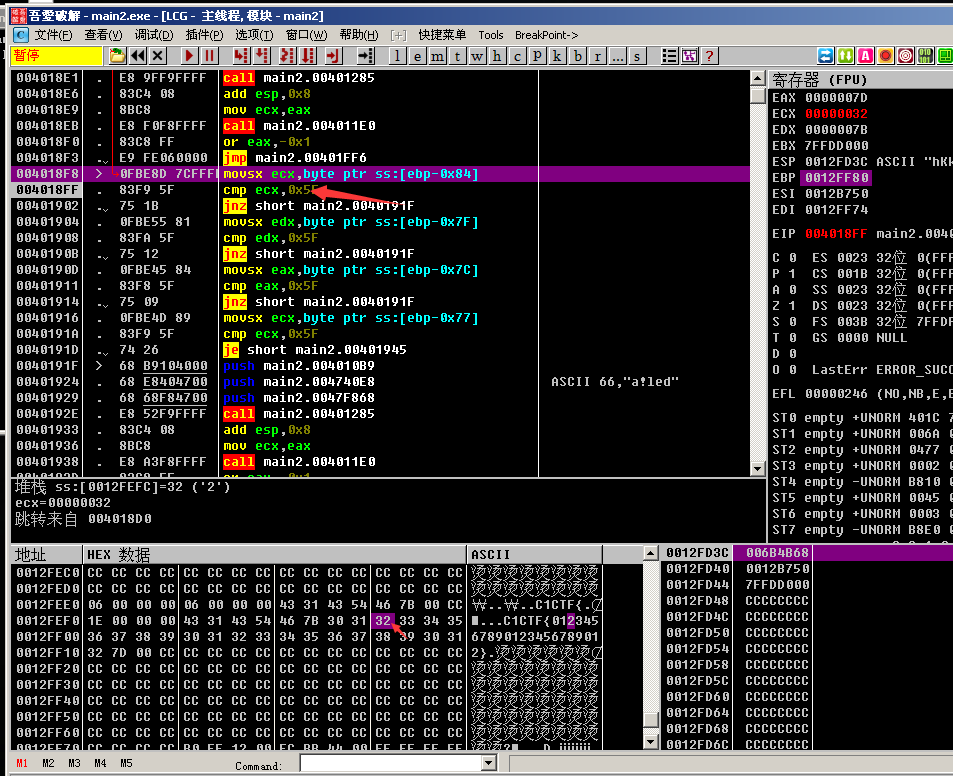 吾愛破解 - main2.exe - [LCG - 主线程, 模块 - main2]
文件(F) 查看(V) 调试(D) 插件(P) 选项(T) 窗口(W) 帮助(H) [+] 快捷菜单 Tools BreakPoint->
暂停 l e m t w h c p k b r ... s ?
004018E1 . E8 9FF9FFFF call main2.00401285
004018E6 . 83C4 08 add esp,0x8
004018E9 . 8BC8 mov ecx,eax
004018EB . E8 F0F8FFFF call main2.004011E0
004018F0 . 83C8 FF or eax,-0x1
004018F3 . E9 FE060000 jmp main2.00401FF6
004018F8 > 0FBE8D 7CFFFF movsx ecx,byte ptr ss:[ebp-0x84]
004018FF . 83F9 5F cmp ecx,0x5F
00401902 . 75 1B jnz short main2.0040191F
00401904 . 0FBE55 81 movsx edx,byte ptr ss:[ebp-0x7F]
00401908 . 83FA 5F cmp edx,0x5F
0040190B . 75 12 jnz short main2.0040191F
0040190D . 0FBE45 84 movsx eax,byte ptr ss:[ebp-0x7C]
00401911 . 83F8 5F cmp eax,0x5F
00401914 . 75 09 jnz short main2.0040191F
00401916 . 0FBE4D 89 movsx ecx,byte ptr ss:[ebp-0x77]
0040191A . 83F9 5F cmp ecx,0x5F
0040191D . 74 26 je short main2.00401945
0040191F > 68 B9104000 push main2.004010B9
00401924 . 68 E8404700 push main2.004740E8 ASCII 66,"a!led"
00401929 . 68 68F84700 push main2.0047F868
0040192E . E8 52F9FFFF call main2.00401285
00401933 . 83C4 08 add esp,0x8
00401936 . 8BC8 mov ecx,eax
00401938 . E8 A3F8FFFF call main2.004011E0
堆栈 ss:[0012FEFC]=32 ('2')
ecx=00000032
跳转来自 004018D0
寄存器 (FPU)
EAX 0000007D
ECX 00000032
EDX 0000007B
EBX 7FFDD000
ESP 0012FD3C ASCII "hKk
EBP 0012FF80
ESI 0012B750
EDI 0012FF74
EIP 004018FF main2.0040
C 0 ES 0023 32位 0(FFF
P 1 CS 001B 32位 0(FFF
A 0 SS 0023 32位 0(FFF
Z 1 DS 0023 32位 0(FFF
S 0 FS 003B 32位 7FFDF
T 0 GS 0000 NULL
D 0
O 0 LastErr ERROR_SUCC
EFL 00000246 (NO,NB,E,B
ST0 empty +UNORM 401C 7
ST1 empty +UNORM 006A 0
ST2 empty +UNORM 0477 0
ST3 empty +UNORM 0002 0
ST4 empty -UNORM B810 0
ST5 empty +UNORM 0045 0
ST6 empty +UNORM 0003 0
ST7 empty -UNORM B8E0 0
地址 HEX 数据 ASCII
0012FEC0 CC CC CC CC CC CC CC CC CC CC CC CC CC CC CC CC 烫烫烫烫烫烫烫烫
0012FED0 CC CC CC CC CC CC CC CC CC CC CC CC CC CC CC CC 烫烫烫烫烫烫烫烫
0012FEE0 06 00 00 00 06 00 00 00 43 31 43 54 46 7B 00 CC ...C1CTF{.
0012FEF0 1E 00 00 00 43 31 43 54 46 7B 30 31 32 33 34 35 ...C1CTF{012345
0012FF00 36 37 38 39 30 31 32 33 34 35 36 37 38 39 30 31 6789012345678901
0012FF10 32 7D 00 CC CC CC CC CC CC CC CC CC CC CC CC CC 2}.烫烫烫烫烫烫
0012FF20 CC CC CC CC CC CC CC CC CC CC CC CC CC CC CC CC 烫烫烫烫烫烫烫烫
0012FF30 CC CC CC CC CC CC CC CC CC CC CC CC CC CC CC CC 烫烫烫烫烫烫烫烫
0012FF40 CC CC CC CC CC CC CC CC CC CC CC CC CC CC CC CC 烫烫烫烫烫烫烫烫
0012FF50 CC CC CC CC CC CC CC CC CC CC CC CC CC CC CC CC 烫烫烫烫烫烫烫烫
0012FF60 CC CC CC CC CC CC CC CC CC CC CC CC CC CC CC CC 烫烫烫烫烫烫烫烫
0012FD3C 006B4B68
0012FD40 0012B750
0012FD44 7FFDD000
0012FD48 CCCCCCCC
0012FD4C CCCCCCCC
0012FD50 CCCCCCCC
0012FD54 CCCCCCCC
0012FD58 CCCCCCCC
0012FD5C CCCCCCCC
0012FD60 CCCCCCCC
0012FD64 CCCCCCCC
0012FD68 CCCCCCCC
0012FD6C CCCCCCCC
M1 M2 M3 M4 M5 Command: